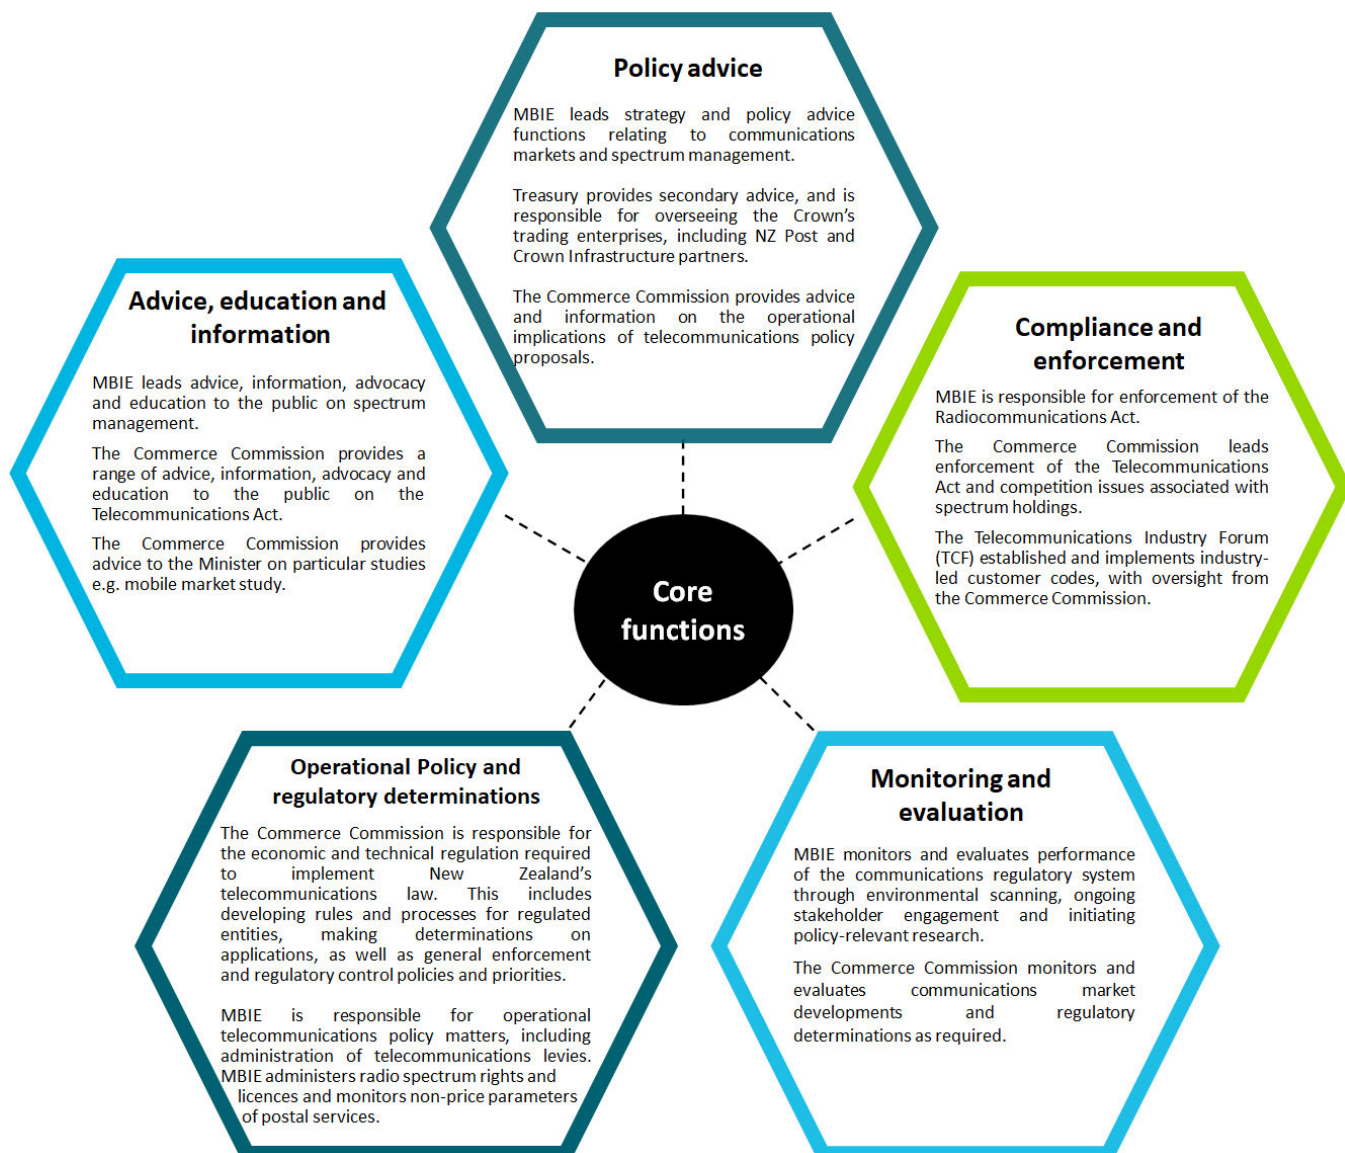 Policy advice
MBIE leads strategy and policy advice
functions relating to communications
markets and spectrum management.
Treasury provides secondary advice, and is
responsible for overseeing the Crown's
trading enterprises, including NZ Post and
Crown Infrastructure partners.
The Commerce Commission provides advice
and information on the operational
implications of telecommunications policy
proposals.
Advice, education and
information
MBIE leads advice, information, advocacy
and education to the public on spectrum
management.
The Commerce Commission provides a
range of advice, information, advocacy and
education to the public on the
Telecommunications Act.
The Commerce Commission provides
advice to the Minister on particular studies
e.g. mobile market study.
Compliance and
enforcement
MBIE is responsible for enforcement of the
Radiocommunications Act.
The Commerce Commission leads
enforcement of the Telecommunications
Act and competition issues associated with
spectrum holdings.
The Telecommunications Industry Forum
(TCF) established and implements industry-
led customer codes, with oversight from
the Commerce Commission.
Core
functions
Operational Policy and
regulatory determinations
The Commerce Commission is responsible for
the economic and technical regulation required
to implement New Zealand's
telecommunications law. This includes
developing rules and processes for regulated
entities, making determinations on
applications, as well as general enforcement
and regulatory control policies and priorities.
MBIE is responsible for operational
telecommunications policy matters, including
administration of telecommunications levies.
MBIE administers radio spectrum rights and
licences and monitors non-price parameters
of postal services.
Monitoring and
evaluation
MBIE monitors and evaluates performance
of the communications regulatory system
through environmental scanning, ongoing
stakeholder engagement and initiating
policy-relevant research.
The Commerce Commission monitors and
evaluates communications market
developments and regulatory
determinations as required.